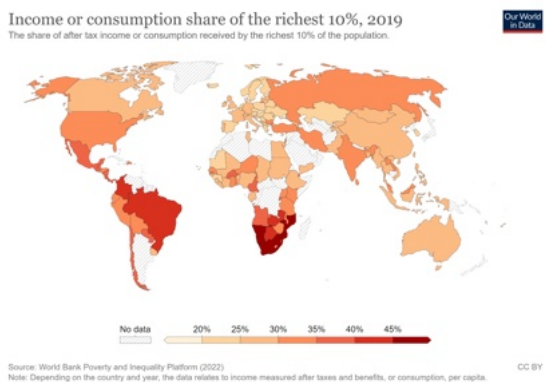 Income or consumption share of the richest 10%, 2019
The share of after tax income or consumption received by the richest 10% of the population.
Our World
in Data
No data
20%
25%
30%
35%
40%
45%
Source: World Bank Poverty and Inequality Platform (2022)
CC BY
Note: Depending on the country and year, the data relates to income measured after taxes and benefits, or consumption, per capita.